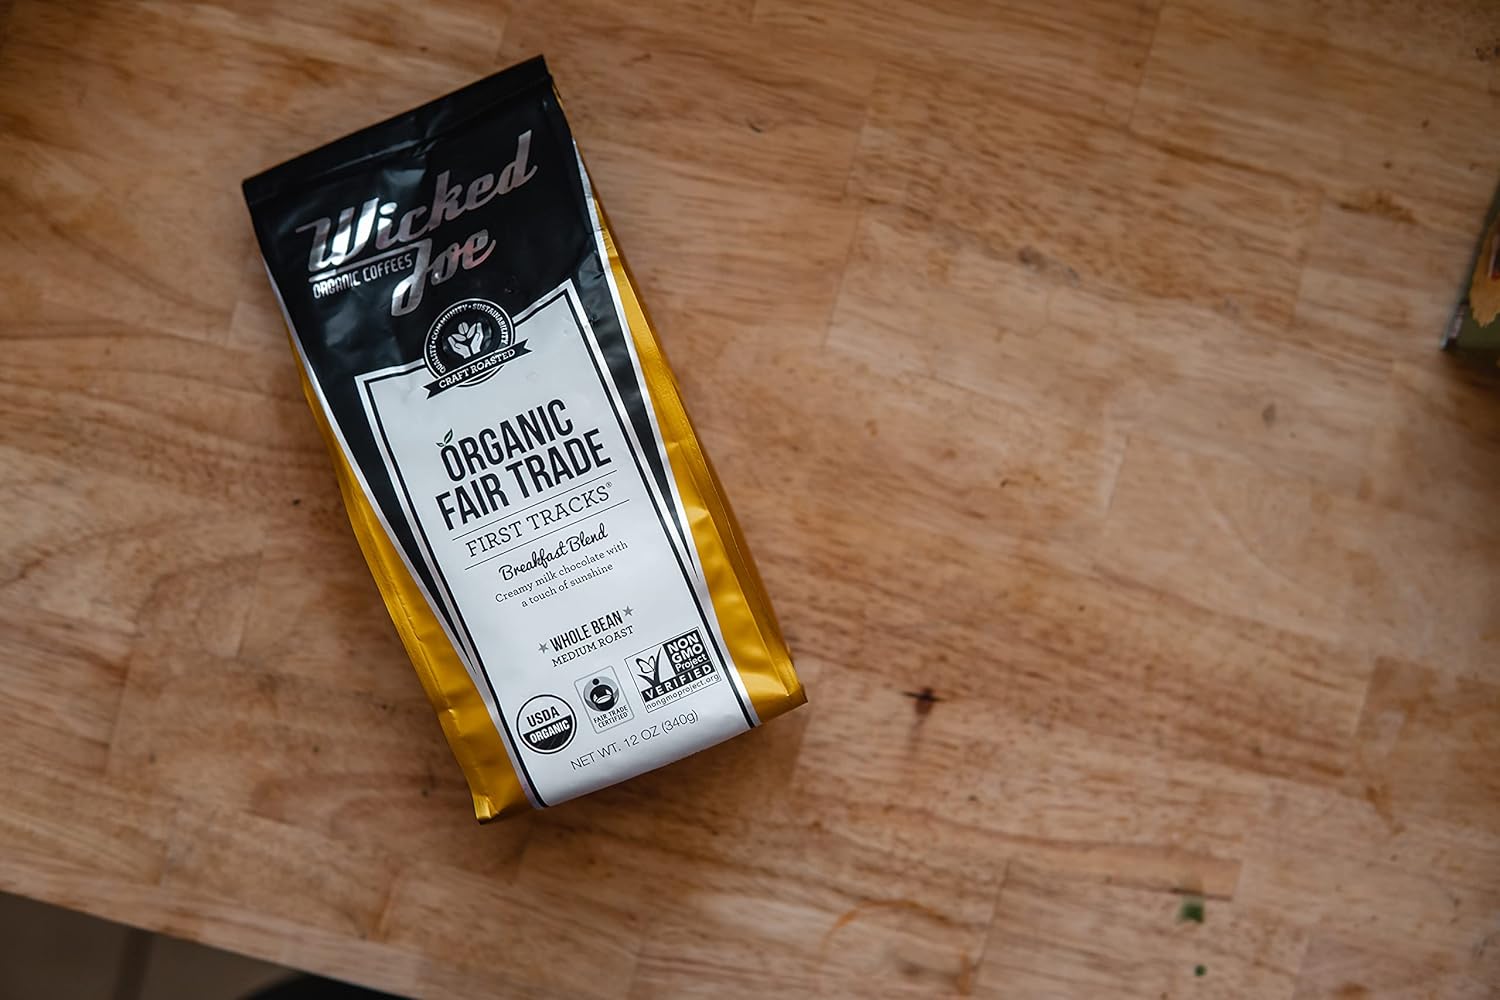 Wicked
Joe
ORGANIC COFFEES
QUALITY • COMMUNITY • SUSTAINABILITY
CRAFT ROASTED
ORGANIC
FAIR TRADE
FIRST TRACKS®
Breakfast Blend
Creamy milk chocolate with
a touch of sunshine
WHOLE BEAN
MEDIUM ROAST
USDA
ORGANIC
FAIR TRADE
CERTIFIED
NON
GMO
Project
VERIFIED
nongmoproject.org
NET WT. 12 OZ (340g)